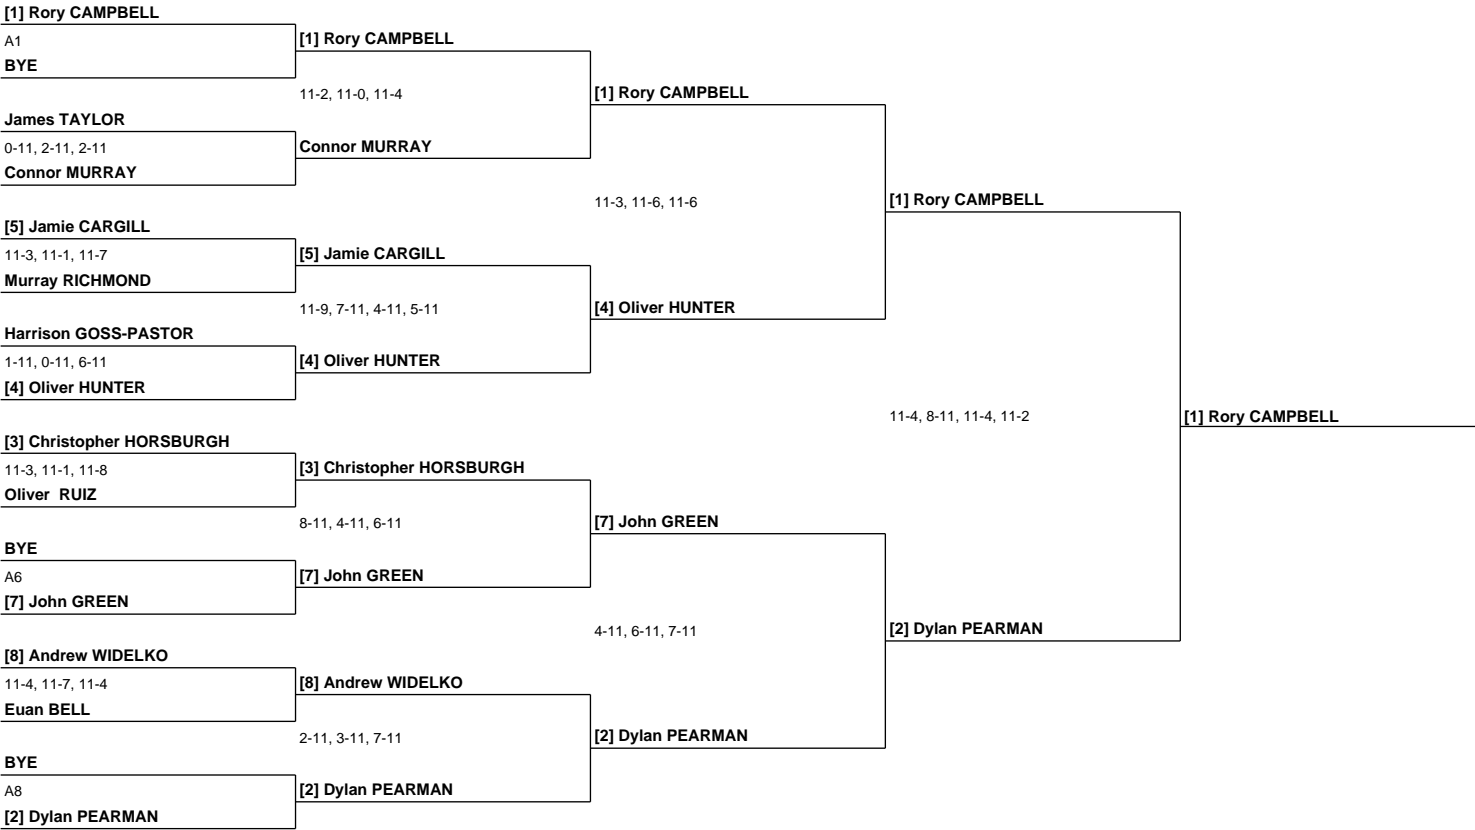 [1] Rory CAMPBELL
A1
BYE
James TAYLOR
0-11, 2-11, 2-11
Connor MURRAY
[5] Jamie CARGILL
11-3, 11-1, 11-7
Murray RICHMOND
Harrison GOSS-PASTOR
1-11, 0-11, 6-11
[4] Oliver HUNTER
[3] Christopher HORSBURGH
11-3, 11-1, 11-8
Oliver  RUIZ
BYE
A6
[7] John GREEN
[8] Andrew WIDELKO
11-4, 11-7, 11-4
Euan BELL
BYE
A8
[2] Dylan PEARMAN
[1] Rory CAMPBELL
11-2, 11-0, 11-4
Connor MURRAY
[5] Jamie CARGILL
11-9, 7-11, 4-11, 5-11
[4] Oliver HUNTER
[3] Christopher HORSBURGH
8-11, 4-11, 6-11
[7] John GREEN
[8] Andrew WIDELKO
2-11, 3-11, 7-11
[2] Dylan PEARMAN
[1] Rory CAMPBELL
11-3, 11-6, 11-6
[4] Oliver HUNTER
[7] John GREEN
4-11, 6-11, 7-11
[2] Dylan PEARMAN
[1] Rory CAMPBELL
11-4, 8-11, 11-4, 11-2
[2] Dylan PEARMAN
[1] Rory CAMPBELL